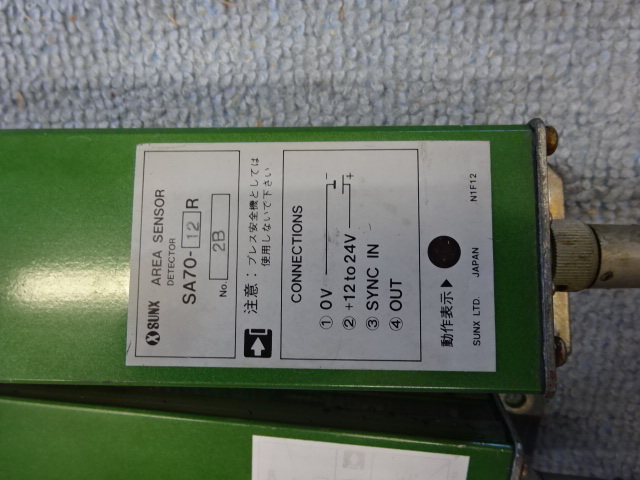 SUNX AREA SENSOR
DETECTOR
SA70-12R
No. 2B
注意：プレス安全機としては
使用しないで下さい
CONNECTIONS
① 0V −
② +12 to 24V +
③ SYNC IN
④ OUT
動作表示▶
SUNX LTD. JAPAN N1F12